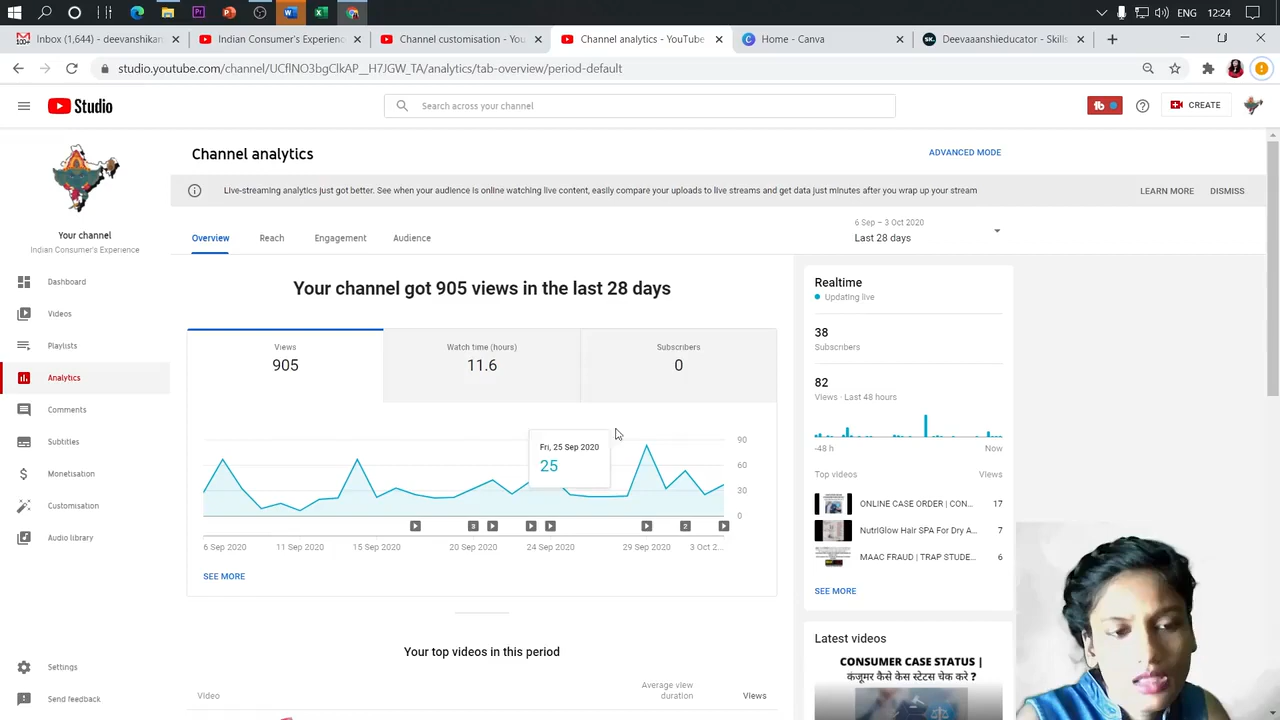 ENG
12:24
100+
Inbox (1,644) - deevanshikan
Indian Consumer's Experienc
Channel customisation - You
Channel analytics - YouTube
Home - Canva
SK.
Deevaaanshieducator - Skills
studio.youtube.com/channel/UCflNO3bgClkAP__H7JGW_TA/analytics/tab-overview/period-default
Studio
Search across your channel
CREATE
Channel analytics
ADVANCED MODE
Live-streaming analytics just got better. See when your audience is online watching live content, easily compare your uploads to live streams and get data just minutes after you wrap up your stream
LEARN MORE
DISMISS
Your channel
Indian Consumer's Experience
Dashboard
Videos
Playlists
Analytics
Comments
Subtitles
Monetisation
Customisation
Audio library
Settings
Send feedback
Overview
Reach
Engagement
Audience
6 Sep – 3 Oct 2020
Last 28 days
Your channel got 905 views in the last 28 days
Views
905
Watch time (hours)
11.6
Subscribers
0
Fri, 25 Sep 2020
25
90
60
30
0
3
2
6 Sep 2020
11 Sep 2020
15 Sep 2020
20 Sep 2020
24 Sep 2020
29 Sep 2020
3 Oct 2...
SEE MORE
Your top videos in this period
Video
Average view
duration
Views
Realtime
Updating live
38
Subscribers
82
Views · Last 48 hours
-48 h
Now
Top videos
Views
ONLINE CASE ORDER | CON...
17
NutriGlow Hair SPA For Dry A...
7
MAAC FRAUD | TRAP STUDE...
6
SEE MORE
Latest videos
CONSUMER CASE STATUS |
कंजूमर कैसे केस स्टेटस चेक करे ?